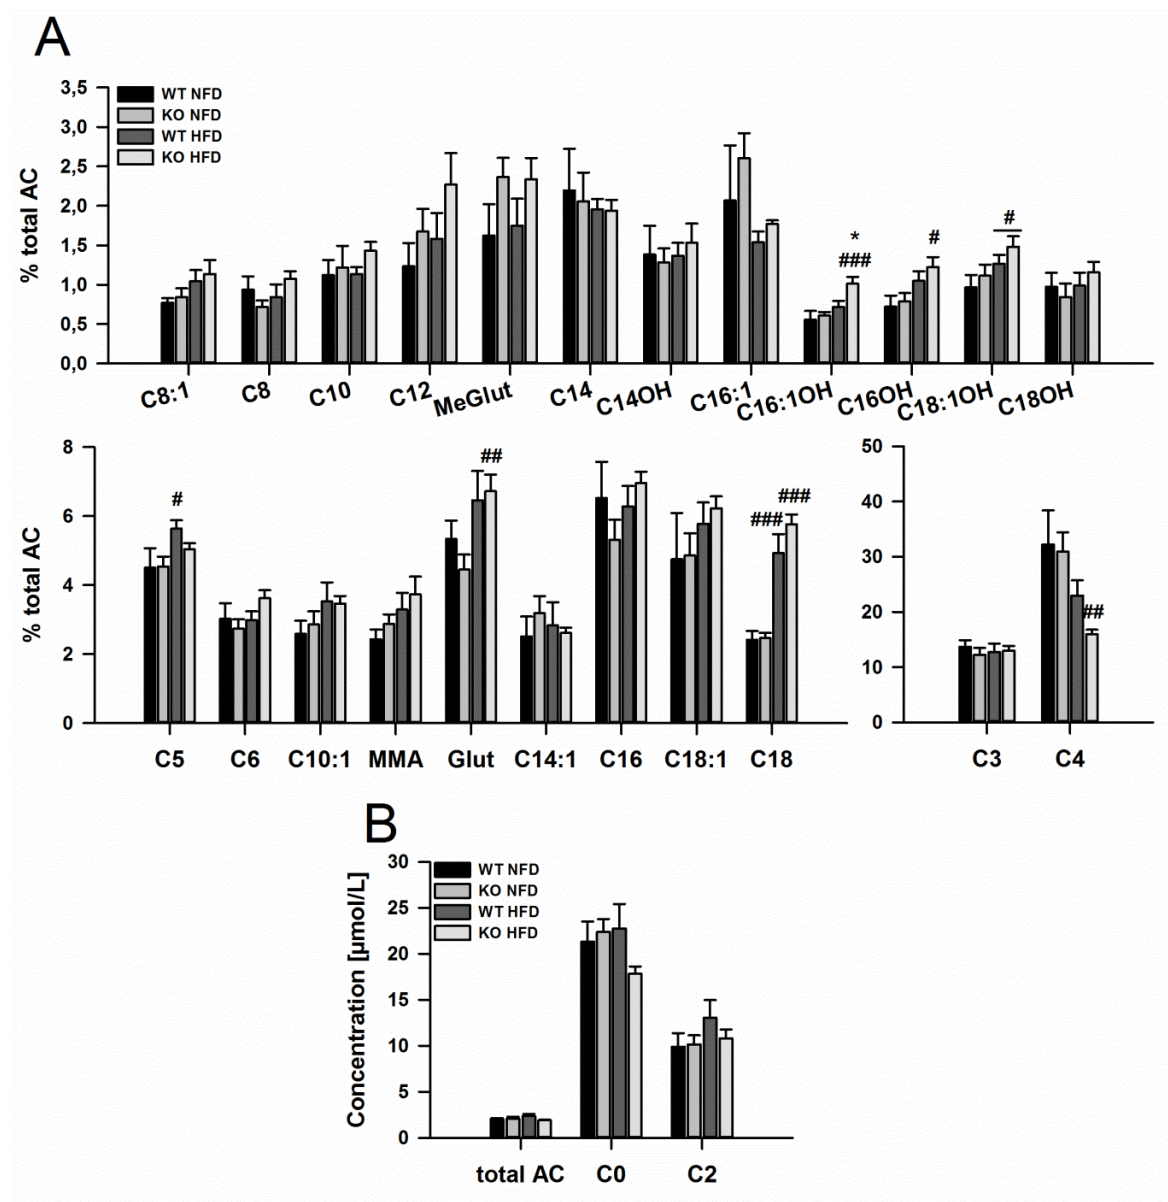 A
3,5
3,0
2,5
2,0
1,5
1,0
0,5
0,0
% total AC
WT NFD
KO NFD
WT HFD
KO HFD
*
###
#
#
C8:1 C8 C10 C12 MeGlut C14 C14OH C16:1 C16:1OH C16OH C18:1OH C18OH
8
6
4
2
0
% total AC
#
##
###
###
C5 C6 C10:1 MMA Glut C14:1 C16 C18:1 C18
50
40
30
20
10
0
##
C3 C4
B
30
25
20
15
10
5
0
Concentration [µmol/L]
WT NFD
KO NFD
WT HFD
KO HFD
total AC C0 C2